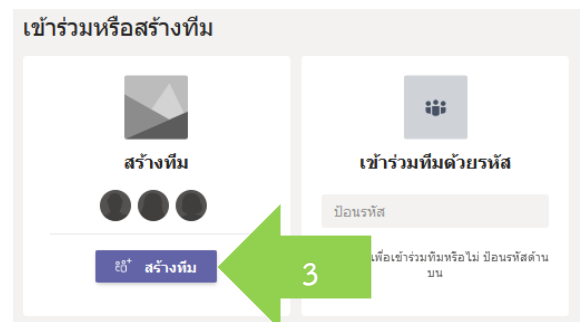 เข้าร่วมหรือสร้างทีม
สร้างทีม
เข้าร่วมทีมด้วยรหัส
ป้อนรหัส
สร้างทีม
3
เพื่อเข้าร่วมทีมหรือไม่ ป้อนรหัสด้าน
บน